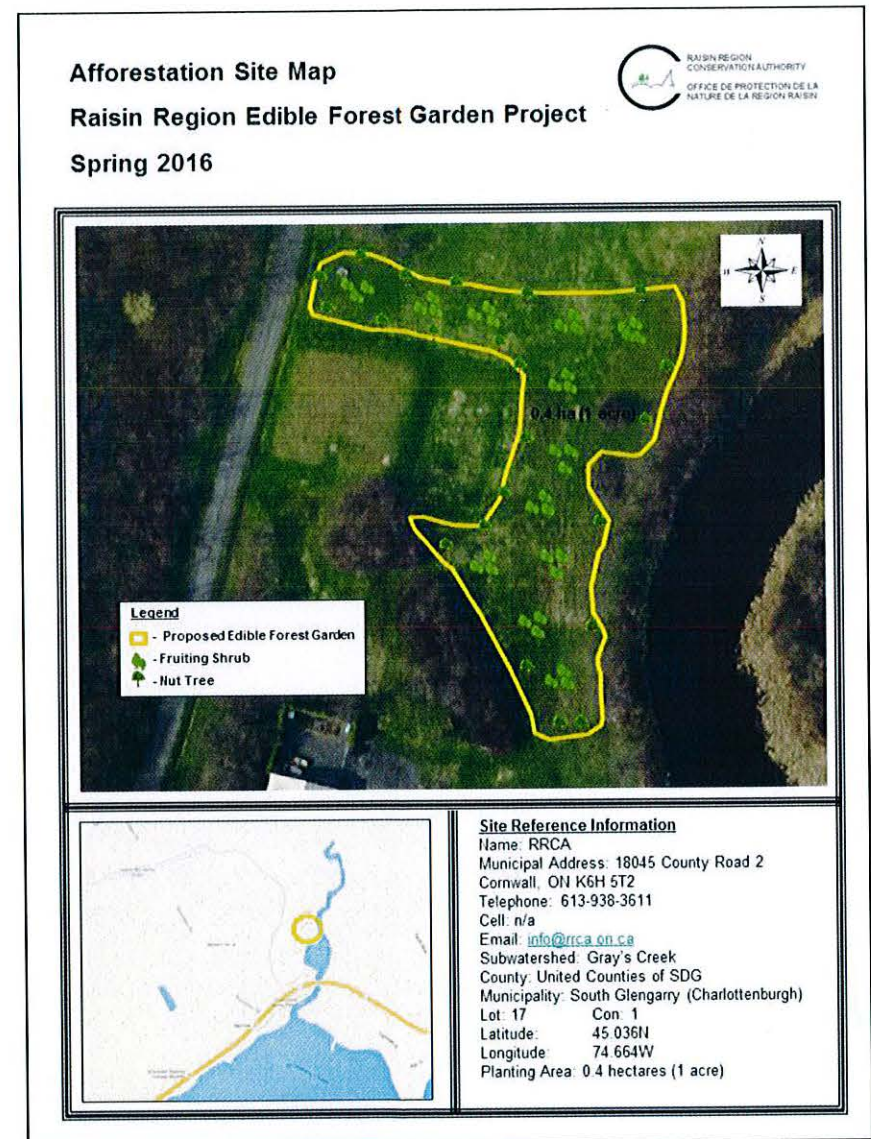 Afforestation Site Map
Raisin Region Edible Forest Garden Project
Spring 2016
RAISIN REGION
CONSERVATION AUTHORITY
OFFICE DE PROTECTION DE LA
NATURE DE LA REGION RAISIN
N
W E
S
0.4 ha (1 acre)
Legend
- Proposed Edible Forest Garden
- Fruiting Shrub
- Nut Tree
Site Reference Information
Name: RRCA
Municipal Address: 18045 County Road 2
Cornwall, ON K6H 5T2
Telephone: 613-938-3611
Cell: n/a
Email: info@rrca.on.ca
Subwatershed: Gray's Creek
County: United Counties of SDG
Municipality: South Glengarry (Charlottenburgh)
Lot: 17 Con: 1
Latitude: 45.036N
Longitude: 74.664W
Planting Area: 0.4 hectares (1 acre)